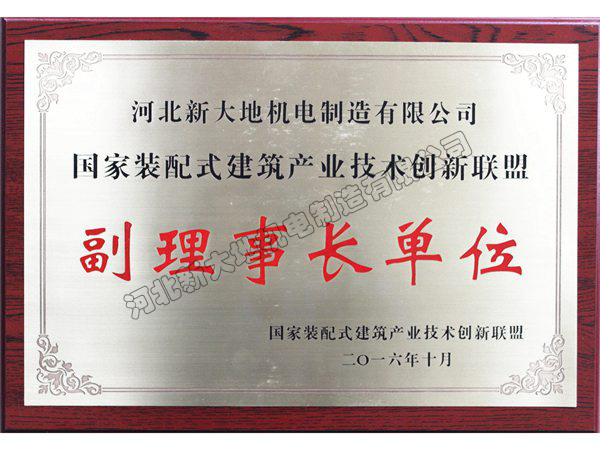 河北新大地机电制造有限公司
国家装配式建筑产业技术创新联盟
副理事长单位
国家装配式建筑产业技术创新联盟
二〇一六年十月
河北新大地机电制造有限公司